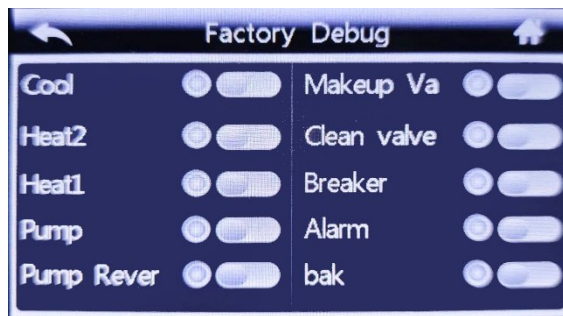 Factory Debug
Cool
Heat2
Heat1
Pump
Pump Rever
Makeup Va
Clean valve
Breaker
Alarm
bak